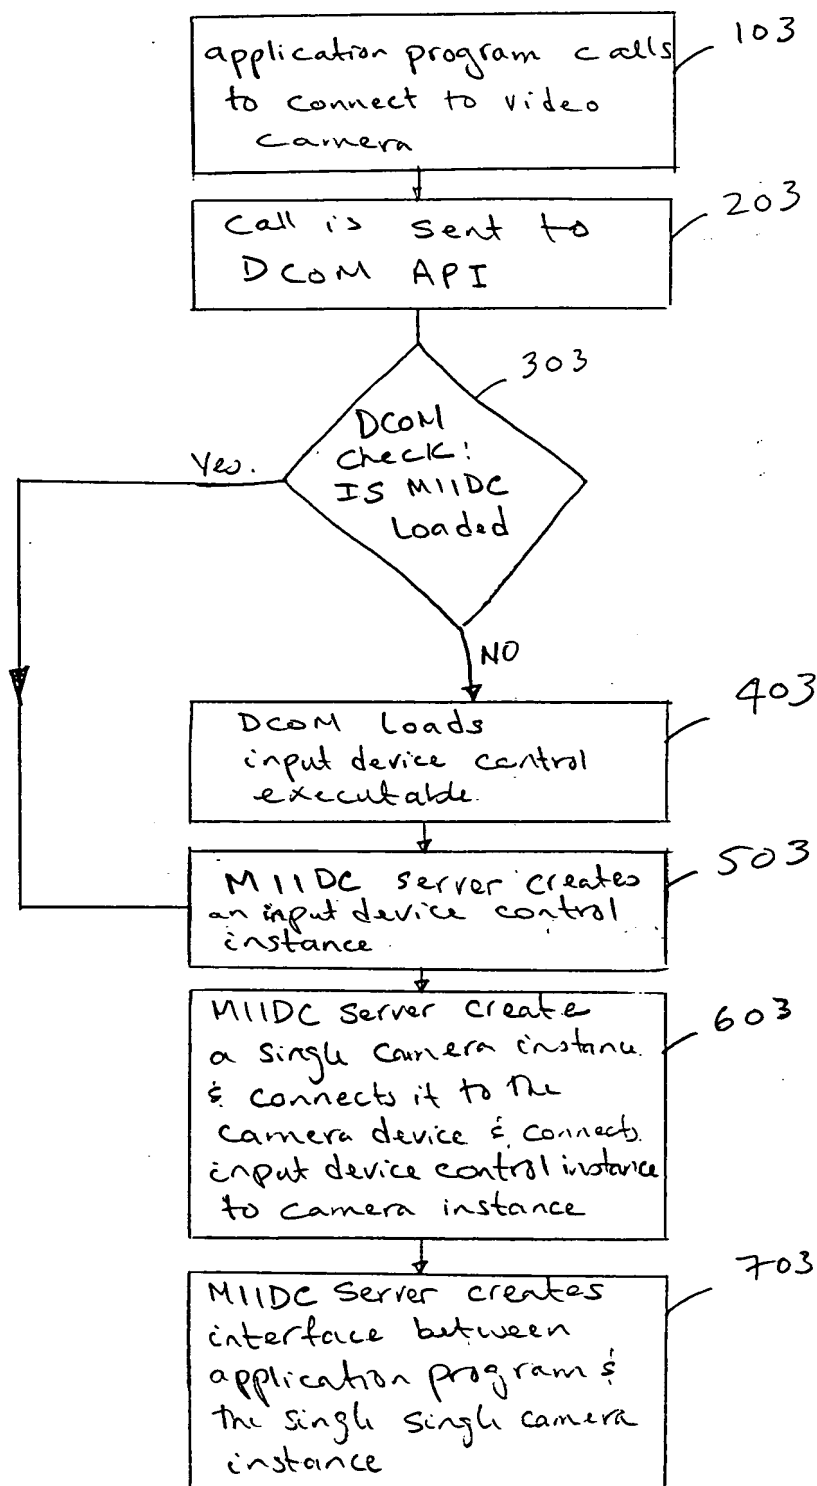 application program calls
to connect to video
camera
103
Call is sent to
DCOM API
203
303
DCOM
Check:
IS MIIDC
Loaded
Yes.
NO
DCOM Loads
input device control
executable.
403
MIIDC server creates
an input device control
instance
503
MIIDC Server create
a single camera instance
& connects it to the
camera device & connects
input device control instance
to camera instance
603
MIIDC Server creates
interface between
application program &
the single single camera
instance
703